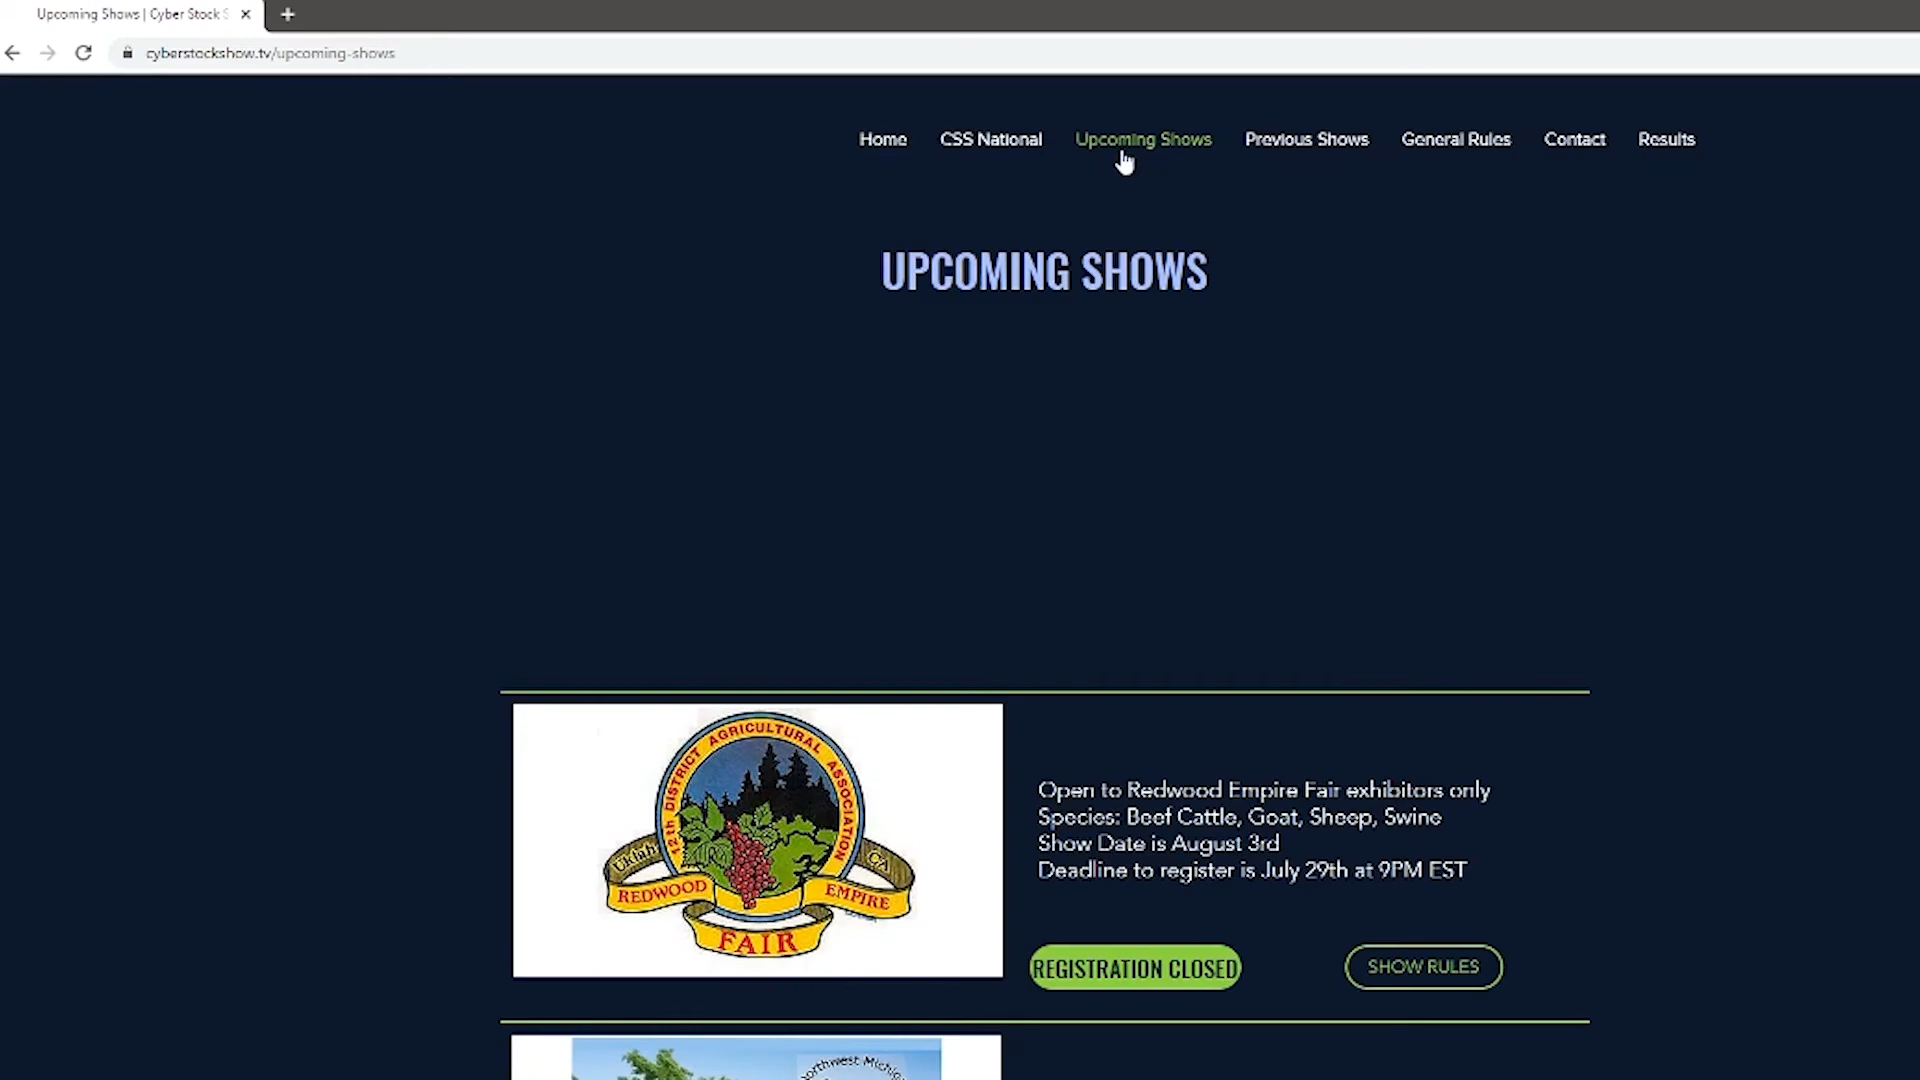 Upcoming Shows | Cyber Stock S
cyberstockshow.tv/upcoming-shows
Home CSS National Upcoming Shows Previous Shows General Rules Contact Results
UPCOMING SHOWS
12th DISTRICT AGRICULTURAL ASSOCIATION
Ukiah CA
REDWOOD EMPIRE
FAIR
Open to Redwood Empire Fair exhibitors only
Species: Beef Cattle, Goat, Sheep, Swine
Show Date is August 3rd
Deadline to register is July 29th at 9PM EST
REGISTRATION CLOSED SHOW RULES